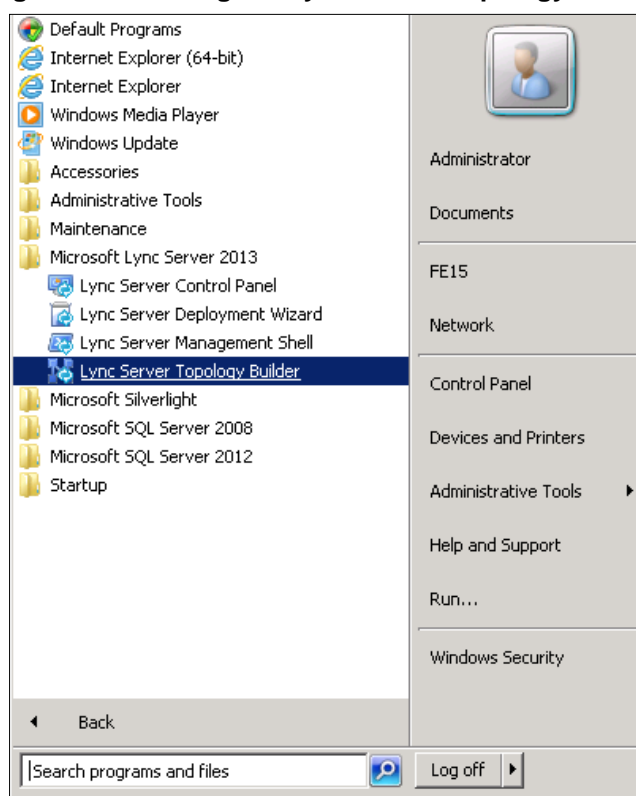 Default Programs
Internet Explorer (64-bit)
Internet Explorer
Windows Media Player
Windows Update
Accessories
Administrative Tools
Maintenance
Microsoft Lync Server 2013
Lync Server Control Panel
Lync Server Deployment Wizard
Lync Server Management Shell
Lync Server Topology Builder
Microsoft Silverlight
Microsoft SQL Server 2008
Microsoft SQL Server 2012
Startup
Back
Search programs and files
Administrator
Documents
FE15
Network
Control Panel
Devices and Printers
Administrative Tools
Help and Support
Run...
Windows Security
Log off